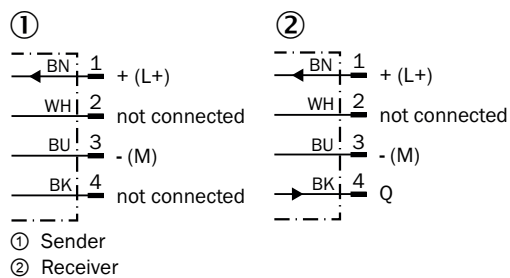 ① ②
BN 1 + (L+) BN 1 + (L+)
WH 2 not connected WH 2 not connected
BU 3 - (M) BU 3 - (M)
BK 4 not connected BK 4 Q
① Sender
② Receiver